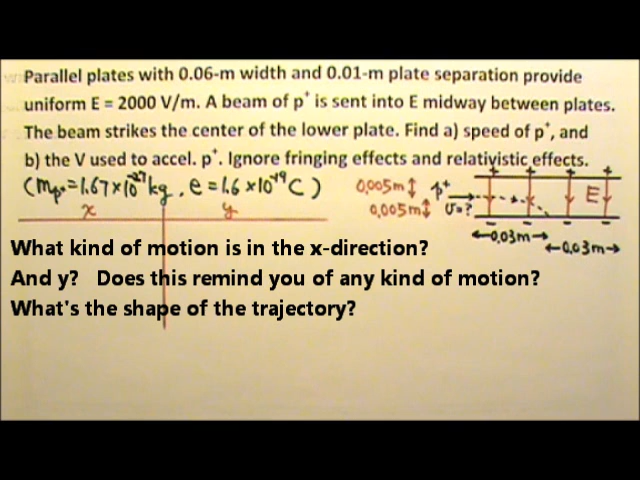 Parallel plates with 0.06-m width and 0.01-m plate separation provide
uniform E = 2000 V/m. A beam of p⁺ is sent into E midway between plates.
The beam strikes the center of the lower plate. Find a) speed of p⁺, and
b) the V used to accel. p⁺. Ignore fringing effects and relativistic effects.
(mp⁺=1.67×10⁻²⁷kg, e=1.6×10⁻¹⁹C)
0.005m
0.005m
p⁺
v=?
+ + + +
E
- - - -
0.03m
0.03m
x y
What kind of motion is in the x-direction?
And y? Does this remind you of any kind of motion?
What's the shape of the trajectory?